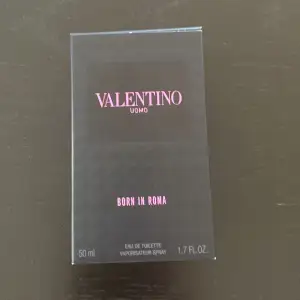 VALENTINO
UOMO
BORN IN ROMA
EAU DE TOILETTE
50 ml VAPORISATEUR SPRAY 1.7 FL.OZ.